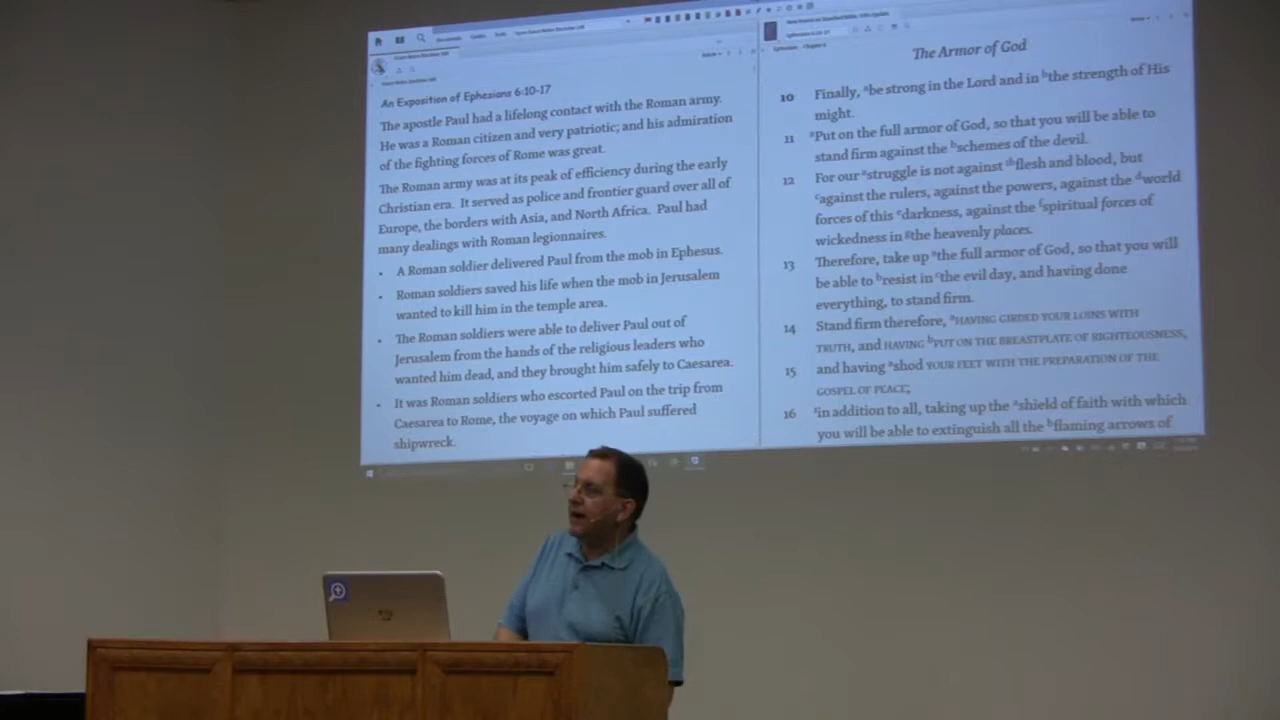 An Exposition of Ephesians 6:10-17
The apostle Paul had a lifelong contact with the Roman army.
He was a Roman citizen and very patriotic; and his admiration
of the fighting forces of Rome was great.
The Roman army was at its peak of efficiency during the early
Christian era. It served as police and frontier guard over all of
Europe, the borders with Asia, and North Africa. Paul had
many dealings with Roman legionnaires.
• A Roman soldier delivered Paul from the mob in Ephesus.
• Roman soldiers saved his life when the mob in Jerusalem
wanted to kill him in the temple area.
• The Roman soldiers were able to deliver Paul out of
Jerusalem from the hands of the religious leaders who
wanted him dead, and they brought him safely to Caesarea.
• It was Roman soldiers who escorted Paul on the trip from
Caesarea to Rome, the voyage on which Paul suffered
shipwreck.
The Armor of God
10 Finally, a be strong in the Lord and in b the strength of His
might.
11 a Put on the full armor of God, so that you will be able to
stand firm against the b schemes of the devil.
12 For our a struggle is not against flesh and blood, but
c against the rulers, against the powers, against the d world
forces of this e darkness, against the f spiritual forces of
wickedness in g the heavenly places.
13 Therefore, take up a the full armor of God, so that you will
be able to b resist in c the evil day, and having done
everything, to stand firm.
14 Stand firm therefore, a HAVING GIRDED YOUR LOINS WITH
TRUTH, and HAVING b PUT ON THE BREASTPLATE OF RIGHTEOUSNESS,
15 and having a shod YOUR FEET WITH THE PREPARATION OF THE
GOSPEL OF PEACE;
16 in addition to all, taking up the a shield of faith with which
you will be able to extinguish all the b flaming arrows of